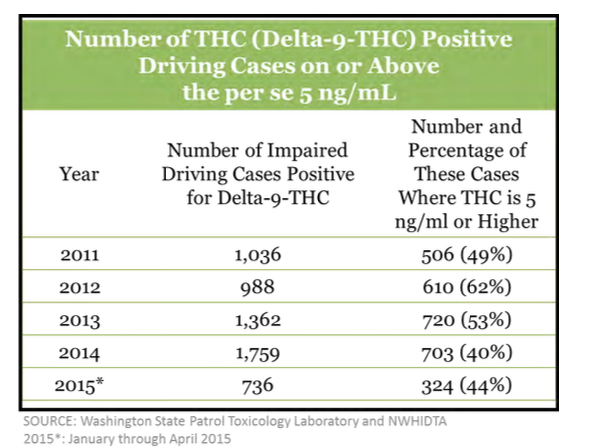 Number of THC (Delta-9-THC) Positive
Driving Cases on or Above
the per se 5 ng/mL
Year
Number of Impaired
Driving Cases Positive
for Delta-9-THC
Number and
Percentage of
These Cases
Where THC is 5
ng/ml or Higher
2011 1,036 506 (49%)
2012 988 610 (62%)
2013 1,362 720 (53%)
2014 1,759 703 (40%)
2015* 736 324 (44%)
SOURCE: Washington State Patrol Toxicology Laboratory and NWHIDTA
2015*: January through April 2015